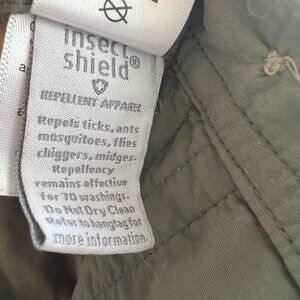 insect
shield®
REPELLENT APPAREL
Repels ticks, ants
mosquitoes, flies
chiggers, midges.
Repellency
remains effective
for 70 washings.
Do Not Dry Clean
Refer to hangtag for
more information.